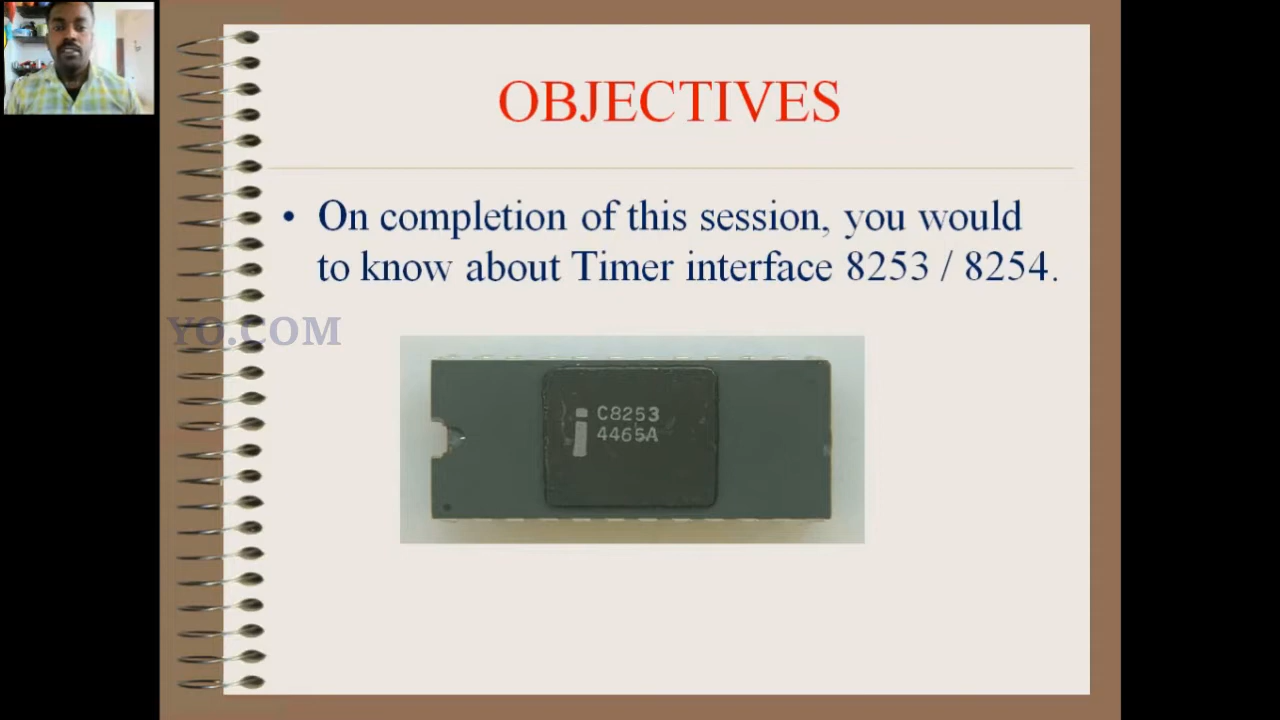 OBJECTIVES
• On completion of this session, you would
to know about Timer interface 8253 / 8254.
YO.COM
i C8253
4465A